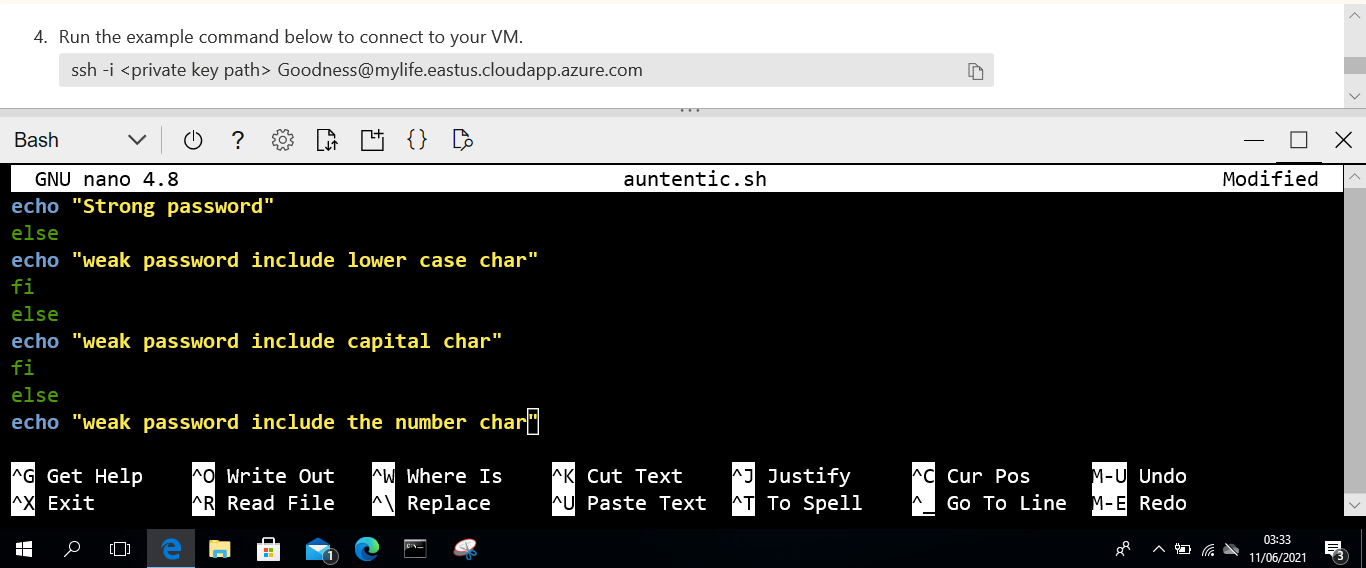 4. Run the example command below to connect to your VM.
ssh -i <private key path> Goodness@mylife.eastus.cloudapp.azure.com
Bash
GNU nano 4.8 auntentic.sh Modified
echo "Strong password"
else
echo "weak password include lower case char"
fi
else
echo "weak password include capital char"
fi
else
echo "weak password include the number char"
^G Get Help ^O Write Out ^W Where Is ^K Cut Text ^J Justify ^C Cur Pos M-U Undo
^X Exit ^R Read File ^\ Replace ^U Paste Text ^T To Spell ^_ Go To Line M-E Redo
1
03:33
11/06/2021
3